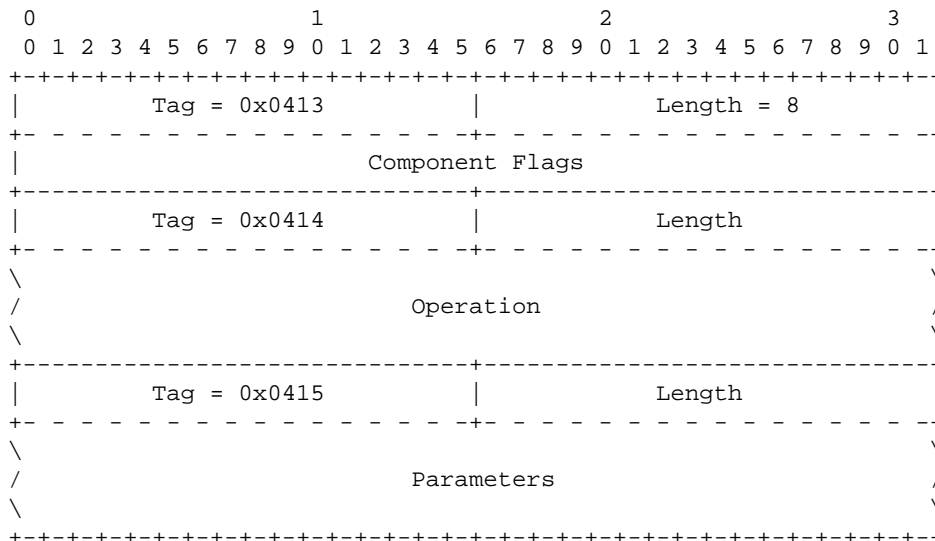 0                   1                   2                   3
0 1 2 3 4 5 6 7 8 9 0 1 2 3 4 5 6 7 8 9 0 1 2 3 4 5 6 7 8 9 0 1
+-+-+-+-+-+-+-+-+-+-+-+-+-+-+-+-+-+-+-+-+-+-+-+-+-+-+-+-+-+-+-+-
|         Tag = 0x0413          |            Length = 8
+- - - - - - - - - - - - - - - -+- - - - - - - - - - - - - - - --
|                        Component Flags
+-------------------------------+--------------------------------
|         Tag = 0x0414          |            Length
+- - - - - - - - - - - - - - - -+- - - - - - - - - - - - - - - --
\                                                               \
/                           Operation                           /
\                                                               \
+-------------------------------+--------------------------------
|         Tag = 0x0415          |            Length
+- - - - - - - - - - - - - - - -+- - - - - - - - - - - - - - - --
\                                                               \
/                           Parameters                          /
\                                                               \
+-+-+-+-+-+-+-+-+-+-+-+-+-+-+-+-+-+-+-+-+-+-+-+-+-+-+-+-+-+-+-+-